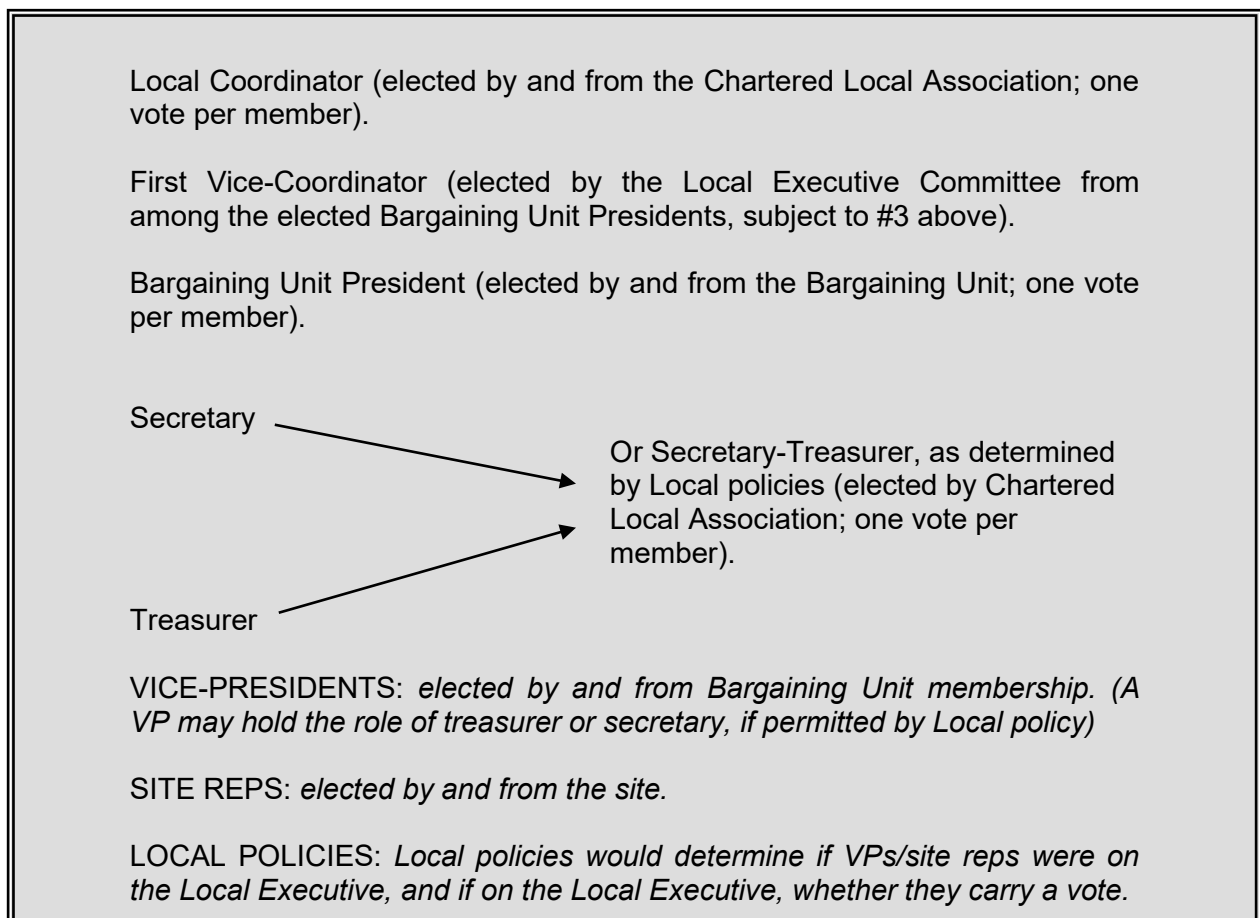 Local Coordinator (elected by and from the Chartered Local Association; one
vote per member).
First Vice-Coordinator (elected by the Local Executive Committee from
among the elected Bargaining Unit Presidents, subject to #3 above).
Bargaining Unit President (elected by and from the Bargaining Unit; one vote
per member).
Secretary
Or Secretary-Treasurer, as determined
by Local policies (elected by Chartered
Local Association; one vote per
member).
Treasurer
VICE-PRESIDENTS: elected by and from Bargaining Unit membership. (A
VP may hold the role of treasurer or secretary, if permitted by Local policy)
SITE REPS: elected by and from the site.
LOCAL POLICIES: Local policies would determine if VPs/site reps were on
the Local Executive, and if on the Local Executive, whether they carry a vote.